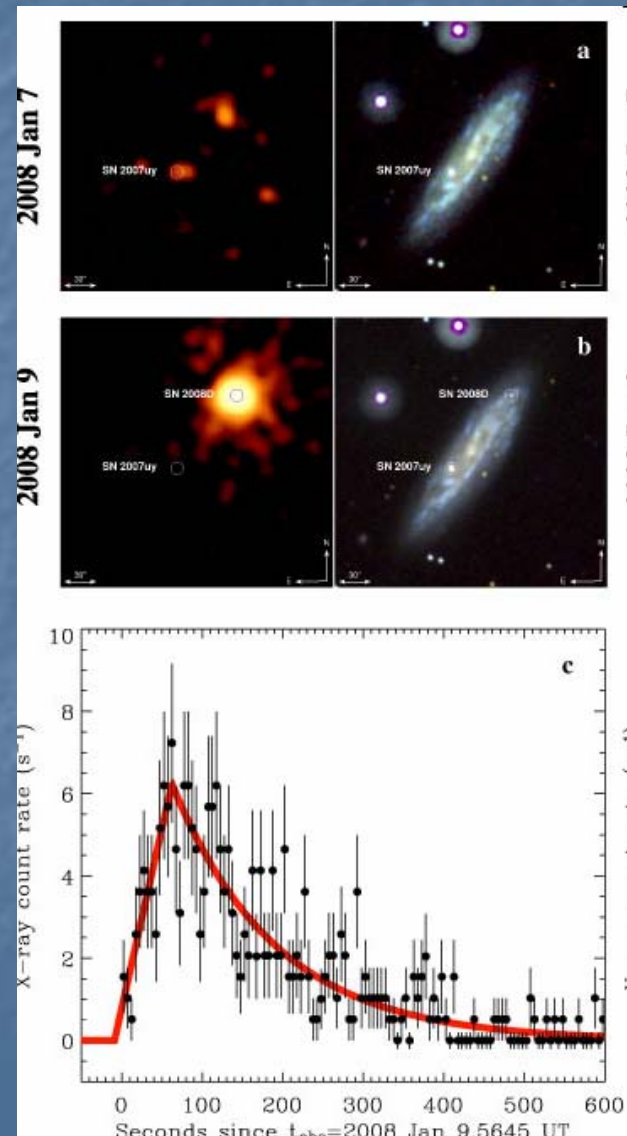 2008 Jan 7
SN 2007uy
30"
N
E
a
SN 2007uy
30"
N
E
2008 Jan 9
SN 2008D
SN 2007uy
30"
N
E
b
SN 2008D
SN 2007uy
30"
N
E
c
X-ray count rate (s⁻¹)
10
8
6
4
2
0
0 100 200 300 400 500 600
Seconds since t_obs=2008 Jan 9.5645 UT